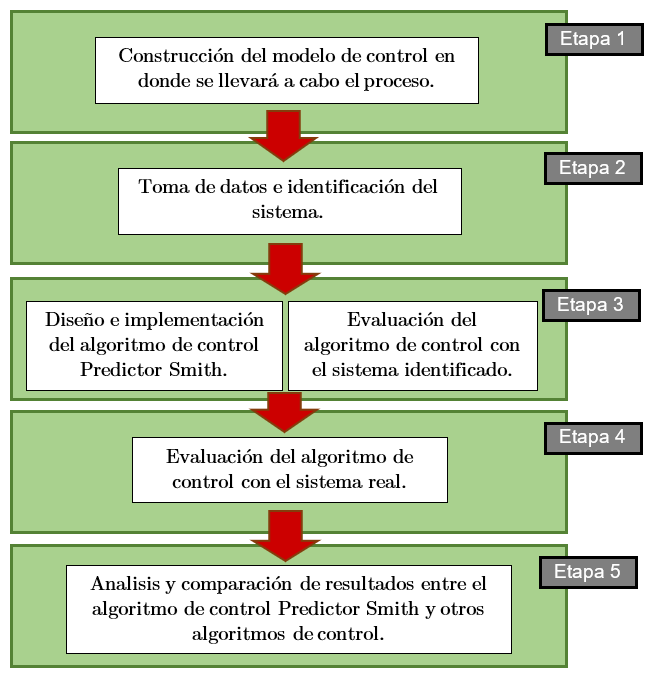 Etapa 1
Construcción del modelo de control en
donde se llevará a cabo el proceso.
Etapa 2
Toma de datos e identificación del
sistema.
Etapa 3
Diseño e implementación
del algoritmo de control
Predictor Smith.
Evaluación del
algoritmo de control con
el sistema identificado.
Etapa 4
Evaluación del algoritmo de
control con el sistema real.
Etapa 5
Analisis y comparación de resultados entre el
algoritmo de control Predictor Smith y otros
algoritmos de control.